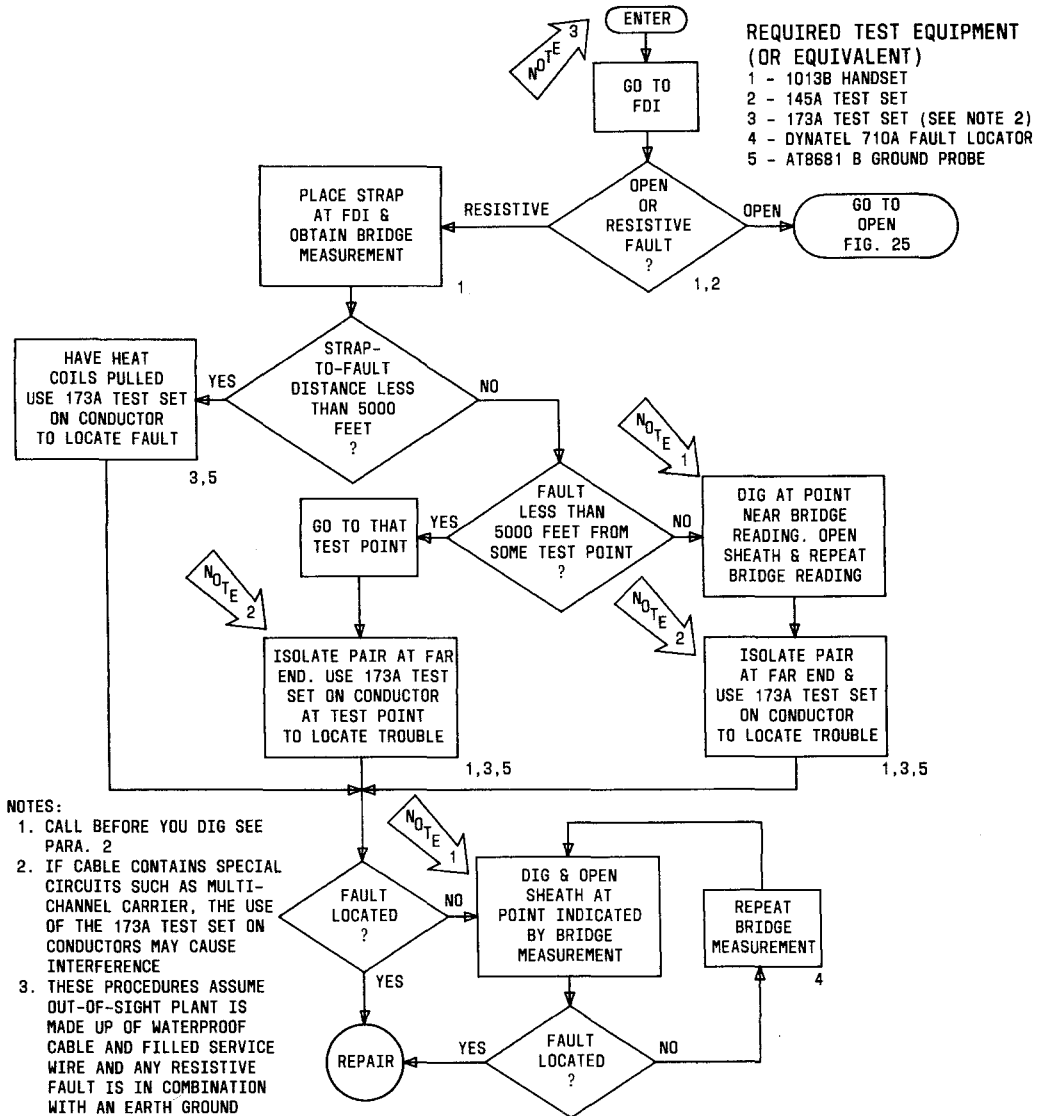 ENTER
NOTE 3
GO TO
FDI
REQUIRED TEST EQUIPMENT
(OR EQUIVALENT)
1 - 1013B HANDSET
2 - 145A TEST SET
3 - 173A TEST SET (SEE NOTE 2)
4 - DYNATEL 710A FAULT LOCATOR
5 - AT8681 B GROUND PROBE
OPEN
OR
RESISTIVE
FAULT
?
1,2
RESISTIVE
OPEN
GO TO
OPEN
FIG. 25
PLACE STRAP
AT FDI &
OBTAIN BRIDGE
MEASUREMENT
1
STRAP-
TO-FAULT
DISTANCE LESS
THAN 5000
FEET
?
YES
NO
HAVE HEAT
COILS PULLED
USE 173A TEST SET
ON CONDUCTOR
TO LOCATE FAULT
3,5
FAULT
LESS THAN
5000 FEET FROM
SOME TEST POINT
?
YES
NO
GO TO THAT
TEST POINT
NOTE 1
DIG AT POINT
NEAR BRIDGE
READING. OPEN
SHEATH & REPEAT
BRIDGE READING
NOTE 2
ISOLATE PAIR AT FAR
END. USE 173A TEST
SET ON CONDUCTOR
AT TEST POINT
TO LOCATE TROUBLE
1,3,5
NOTE 2
ISOLATE PAIR
AT FAR END &
USE 173A TEST SET
ON CONDUCTOR
TO LOCATE TROUBLE
1,3,5
NOTES:
1. CALL BEFORE YOU DIG SEE
PARA. 2
2. IF CABLE CONTAINS SPECIAL
CIRCUITS SUCH AS MULTI-
CHANNEL CARRIER, THE USE
OF THE 173A TEST SET ON
CONDUCTORS MAY CAUSE
INTERFERENCE
3. THESE PROCEDURES ASSUME
OUT-OF-SIGHT PLANT IS
MADE UP OF WATERPROOF
CABLE AND FILLED SERVICE
WIRE AND ANY RESISTIVE
FAULT IS IN COMBINATION
WITH AN EARTH GROUND
FAULT
LOCATED
?
NO
YES
NOTE 1
DIG & OPEN
SHEATH AT
POINT INDICATED
BY BRIDGE
MEASUREMENT
REPEAT
BRIDGE
MEASUREMENT
4
FAULT
LOCATED
?
YES
NO
REPAIR